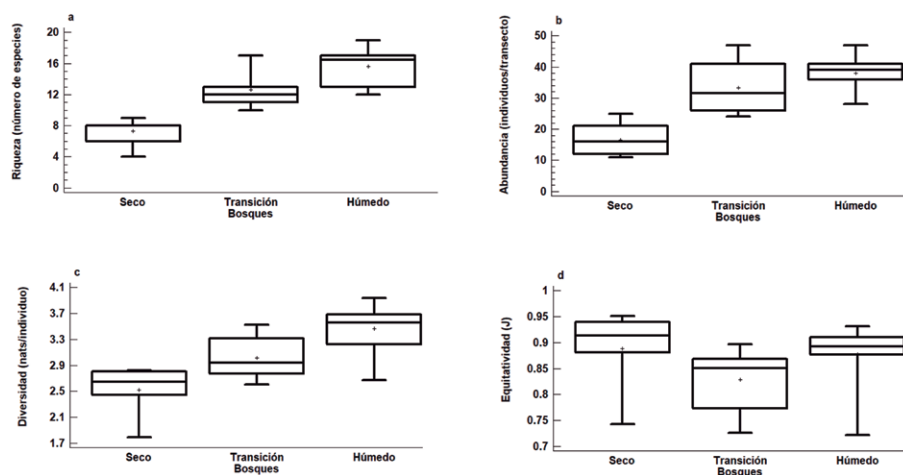 a
Riqueza (número de especies)
20
16
12
8
4
0
Seco
Transición
Húmedo
Bosques
b
Abundancia (individuos/transecto)
50
40
30
20
10
0
Seco
Transición
Húmedo
Bosques
c
Diversidad (nats/individuo)
4.1
3.7
3.3
2.9
2.5
2.1
1.7
Seco
Transición
Húmedo
Bosques
d
Equitatividad (J)
1
0.95
0.9
0.85
0.8
0.75
0.7
Seco
Transición
Húmedo
Bosques